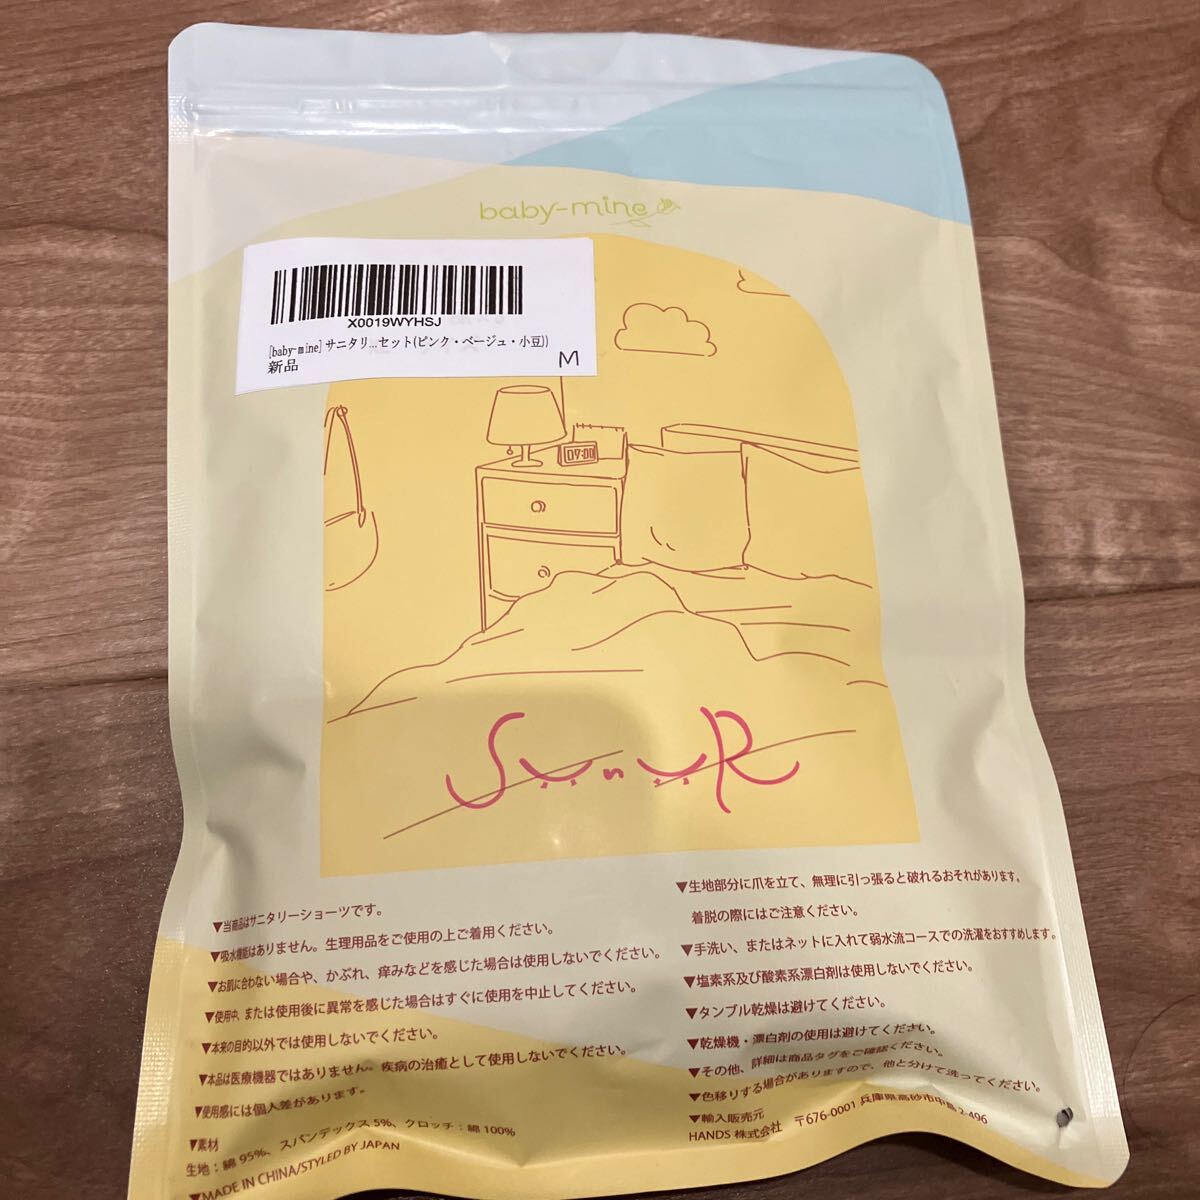 baby-mine
X0019WYHSJ
[baby-mine] サニタリ...セット(ピンク・ベージュ・小豆))
新品
M
07:00
SunuR
▼当商品はサニタリーショーツです。
▼吸水機能はありません。生理用品をご使用の上ご着用ください。
▼お肌に合わない場合や、かぶれ、痒みなどを感じた場合は使用しないでください。
▼使用中、または使用後に異常を感じた場合はすぐに使用を中止してください。
▼本来の目的以外では使用しないでください。
▼本品は医療機器ではありません。疾病の治癒として使用しないでください。
▼使用感には個人差があります。
▼素材
生地：綿 95%、スパンデックス 5%、クロッチ：綿 100%
▼MADE IN CHINA/STYLED BY JAPAN
▼生地部分に爪を立て、無理に引っ張ると破れるおそれがあります。
着脱の際にはご注意ください。
▼手洗い、またはネットに入れて弱水流コースでの洗濯をおすすめします。
▼塩素系及び酸素系漂白剤は使用しないでください。
▼タンブル乾燥は避けてください。
▼乾燥機・漂白剤の使用は避けてください。
▼その他、詳細は商品タグをご確認ください。
▼色移りする場合がありますので、他と分けて洗ってください。
▼輸入販売元
HANDS 株式会社 〒676-0001 兵庫県高砂市中島 2-496